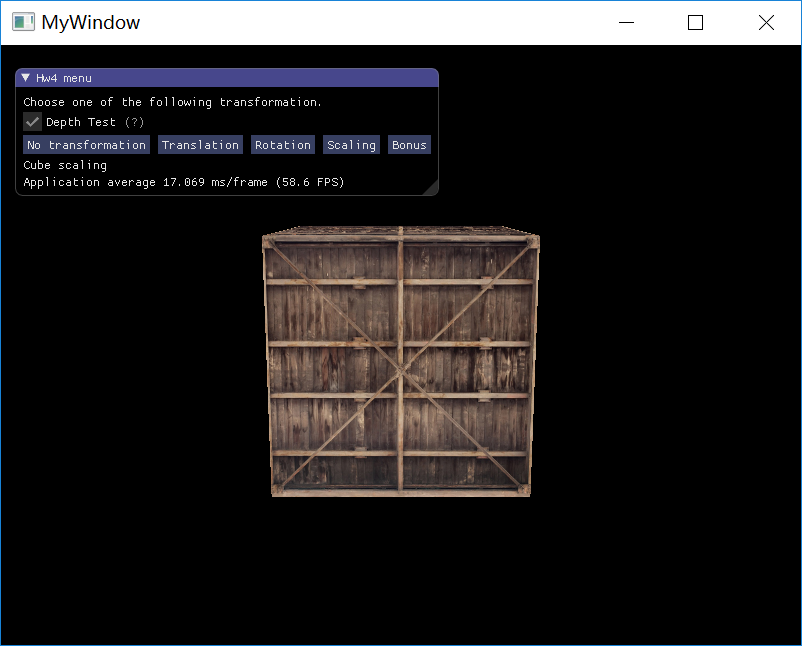 MyWindow
Hw4 menu
Choose one of the following transformation.
Depth Test (?)
No transformation Translation Rotation Scaling Bonus
Cube scaling
Application average 17.069 ms/frame (58.6 FPS)